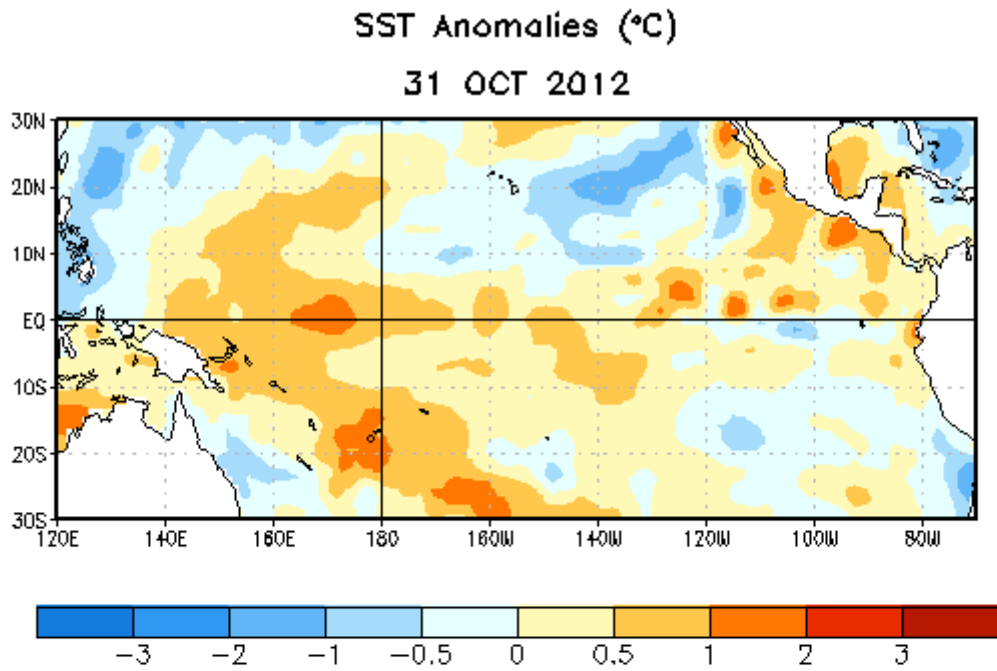 SST Anomalies (°C)
31 OCT 2012
30N
20N
10N
EQ
10S
20S
30S
120E 140E 160E 180 160W 140W 120W 100W 80W
-3 -2 -1 -0.5 0 0.5 1 2 3